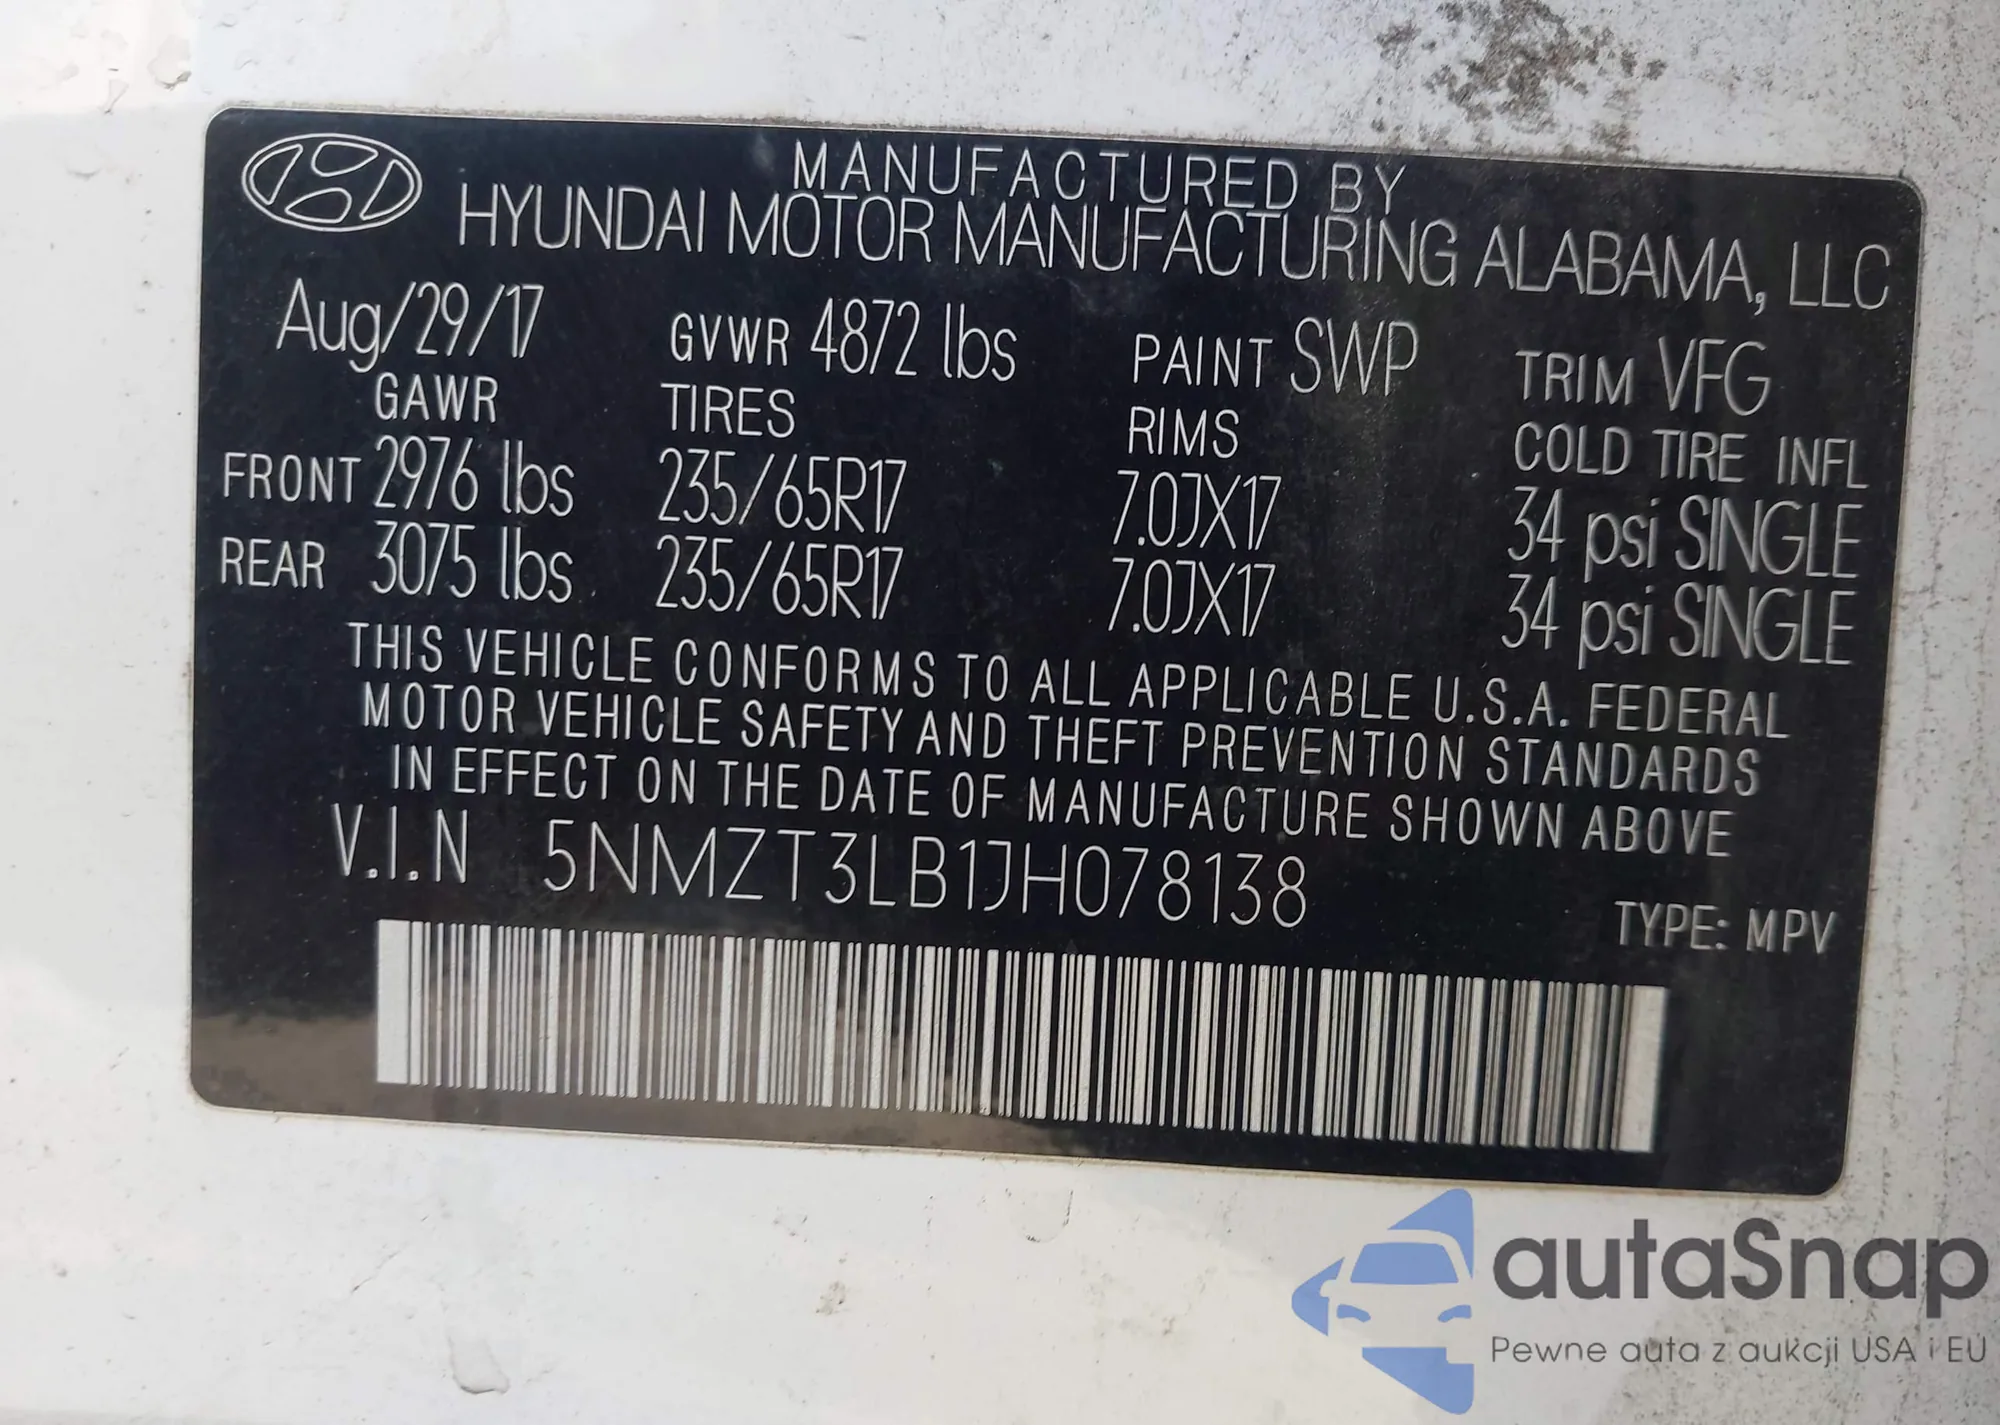 MANUFACTURED BY
HYUNDAI MOTOR MANUFACTURING ALABAMA, LLC
Aug/29/17 GVWR 4872 lbs PAINT SWP TRIM VFG
GAWR TIRES RIMS COLD TIRE INFL
FRONT 2976 lbs 235/65R17 7.0JX17 34 psi SINGLE
REAR 3075 lbs 235/65R17 7.0JX17 34 psi SINGLE
THIS VEHICLE CONFORMS TO ALL APPLICABLE U.S.A. FEDERAL
MOTOR VEHICLE SAFETY AND THEFT PREVENTION STANDARDS
IN EFFECT ON THE DATE OF MANUFACTURE SHOWN ABOVE
V.I.N 5NMZT3LB1JH078138
TYPE: MPV
autaSnap
Pewne auta z aukcji USA i EU